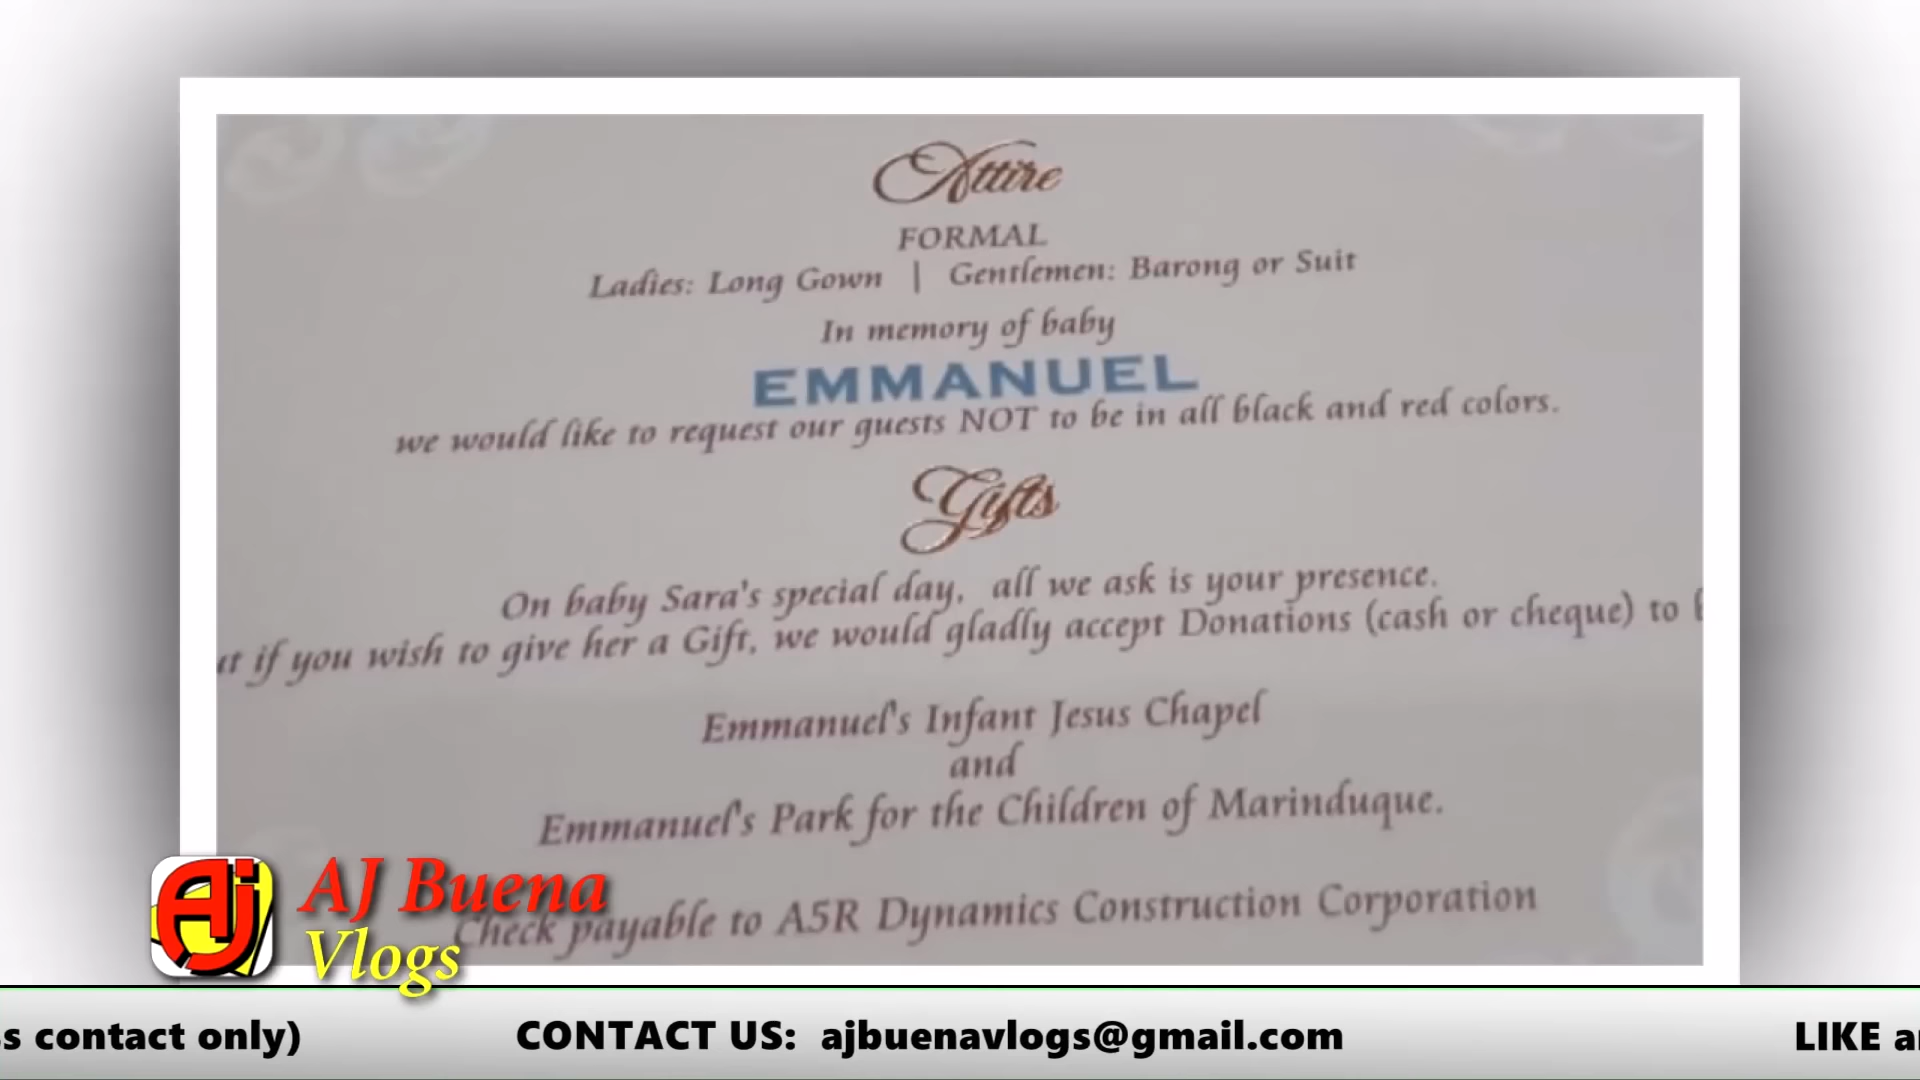 Attire
FORMAL
Ladies: Long Gown | Gentlemen: Barong or Suit
In memory of baby
EMMANUEL
we would like to request our guests NOT to be in all black and red colors.
Gifts
On baby Sara's special day, all we ask is your presence.
if you wish to give her a Gift, we would gladly accept Donations (cash or cheque) to
Emmanuel's Infant Jesus Chapel
and
Emmanuel's Park for the Children of Marinduque.
Check payable to A5R Dynamics Construction Corporation
AJ
AJ Buena
Vlogs
s contact only)
CONTACT US: ajbuenavlogs@gmail.com
LIKE